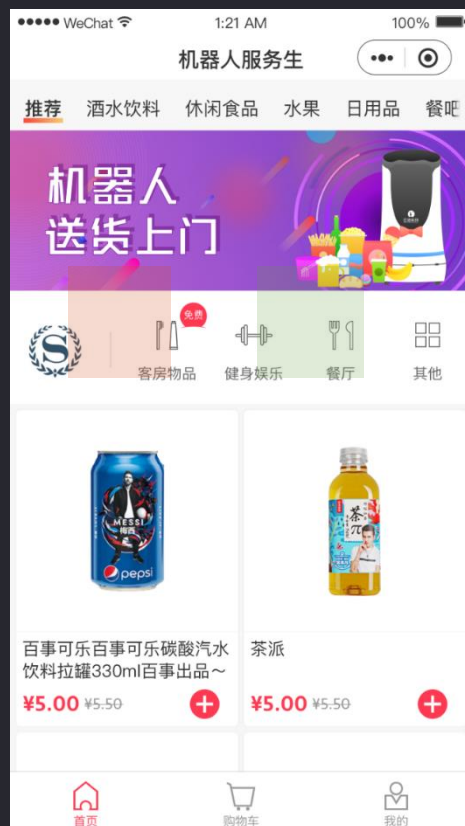 WeChat
1:21 AM
100%
机器人服务生
推荐 酒水饮料 休闲食品 水果 日用品 餐吧
机器人
送货上门
S
免费
客房物品 健身娱乐 餐厅 其他
MESSI
梅西
pepsi
茶π
百事可乐百事可乐碳酸汽水
饮料拉罐330ml百事出品～
¥5.00 ¥5.50
茶派
¥5.00 ¥5.50
首页 购物车 我的